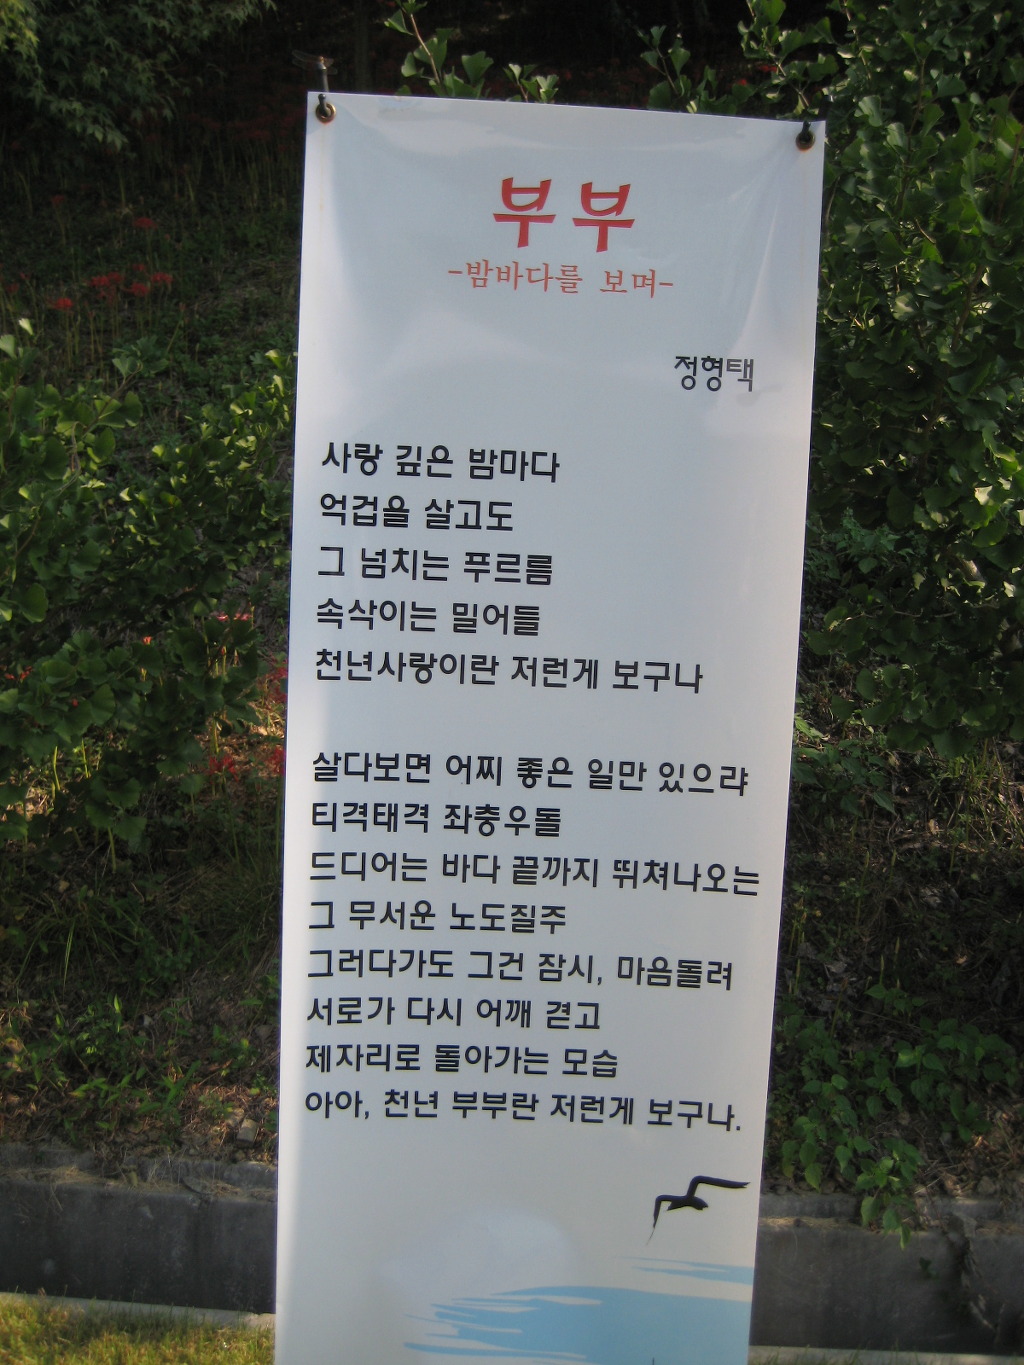 부부
-밤바다를 보며-
정형택
사랑 깊은 밤마다
억겁을 살고도
그 넘치는 푸르름
속삭이는 밀어들
천년사랑이란 저런게 보구나
살다보면 어찌 좋은 일만 있으랴
티격태격 좌충우돌
드디어는 바다 끝까지 뛰쳐나오는
그 무서운 노도질주
그러다가도 그건 잠시, 마음돌려
서로가 다시 어깨 겯고
제자리로 돌아가는 모습
아아, 천년 부부란 저런게 보구나.